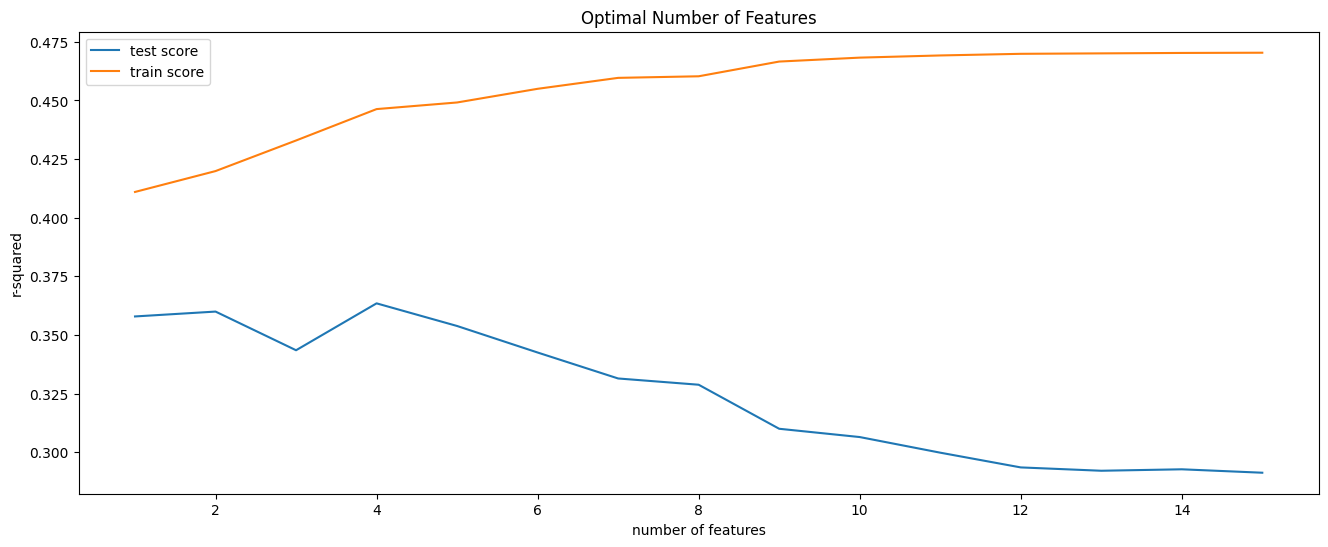 Optimal Number of Features
test score
train score
r-squared
0.475
0.450
0.425
0.400
0.375
0.350
0.325
0.300
2 4 6 8 10 12 14
number of features